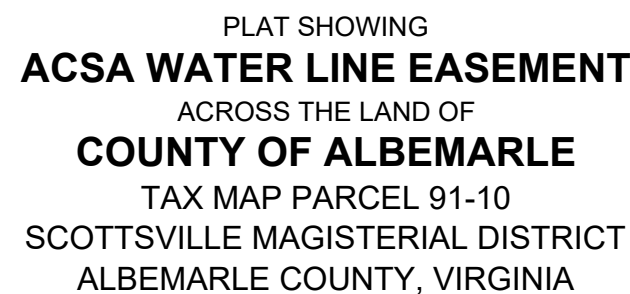 PLAT SHOWING
ACSA WATER LINE EASEMENT
ACROSS THE LAND OF
COUNTY OF ALBEMARLE
TAX MAP PARCEL 91-10
SCOTTSVILLE MAGISTERIAL DISTRICT
ALBEMARLE COUNTY, VIRGINIA